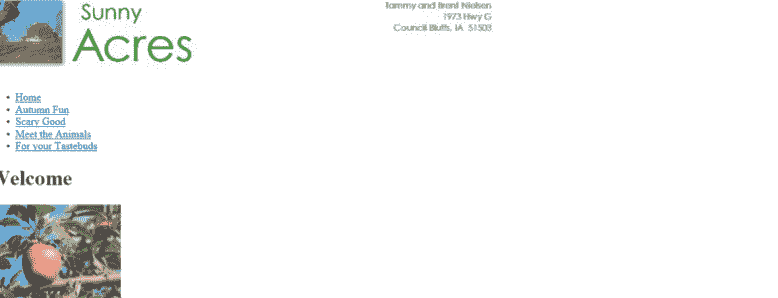 Sunny
Acres
Tammy and Brent Nielsen
1973 Hwy G
Council Bluffs, IA 51503
Home
Autumn Fun
Scary Good
Meet the Animals
For your Tastebuds
Welcome